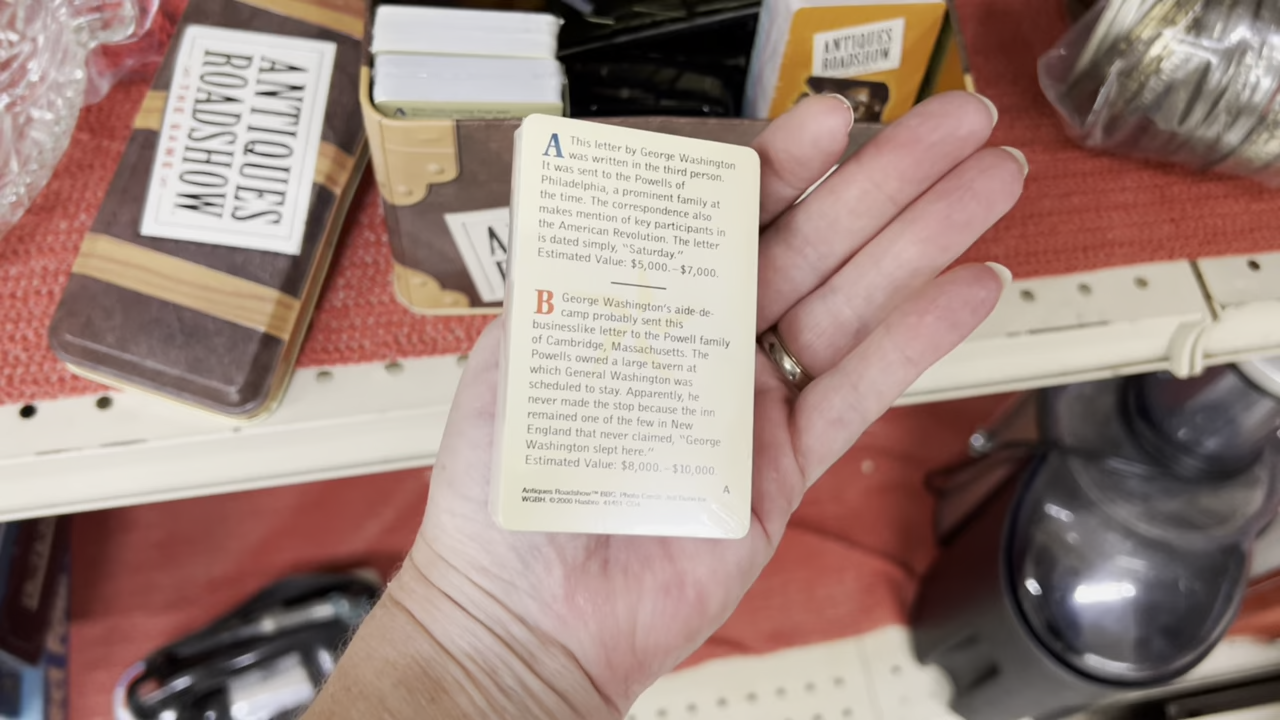 ANTIQUES
ROADSHOW
THE GAME
ANTIQUES
ROADSHOW
A
A This letter by George Washington
was written in the third person.
It was sent to the Powells of
Philadelphia, a prominent family at
the time. The correspondence also
makes mention of key participants in
the American Revolution. The letter
is dated simply, “Saturday.”
Estimated Value: $5,000.–$7,000.
B George Washington's aide-de-
camp probably sent this
businesslike letter to the Powell family
of Cambridge, Massachusetts. The
Powells owned a large tavern at
which General Washington was
scheduled to stay. Apparently, he
never made the stop because the inn
remained one of the few in New
England that never claimed, “George
Washington slept here.”
Estimated Value: $8,000.–$10,000.
A
Antiques Roadshow™ BBC. Photo Credit:
WGBH. ©2000 Hasbro